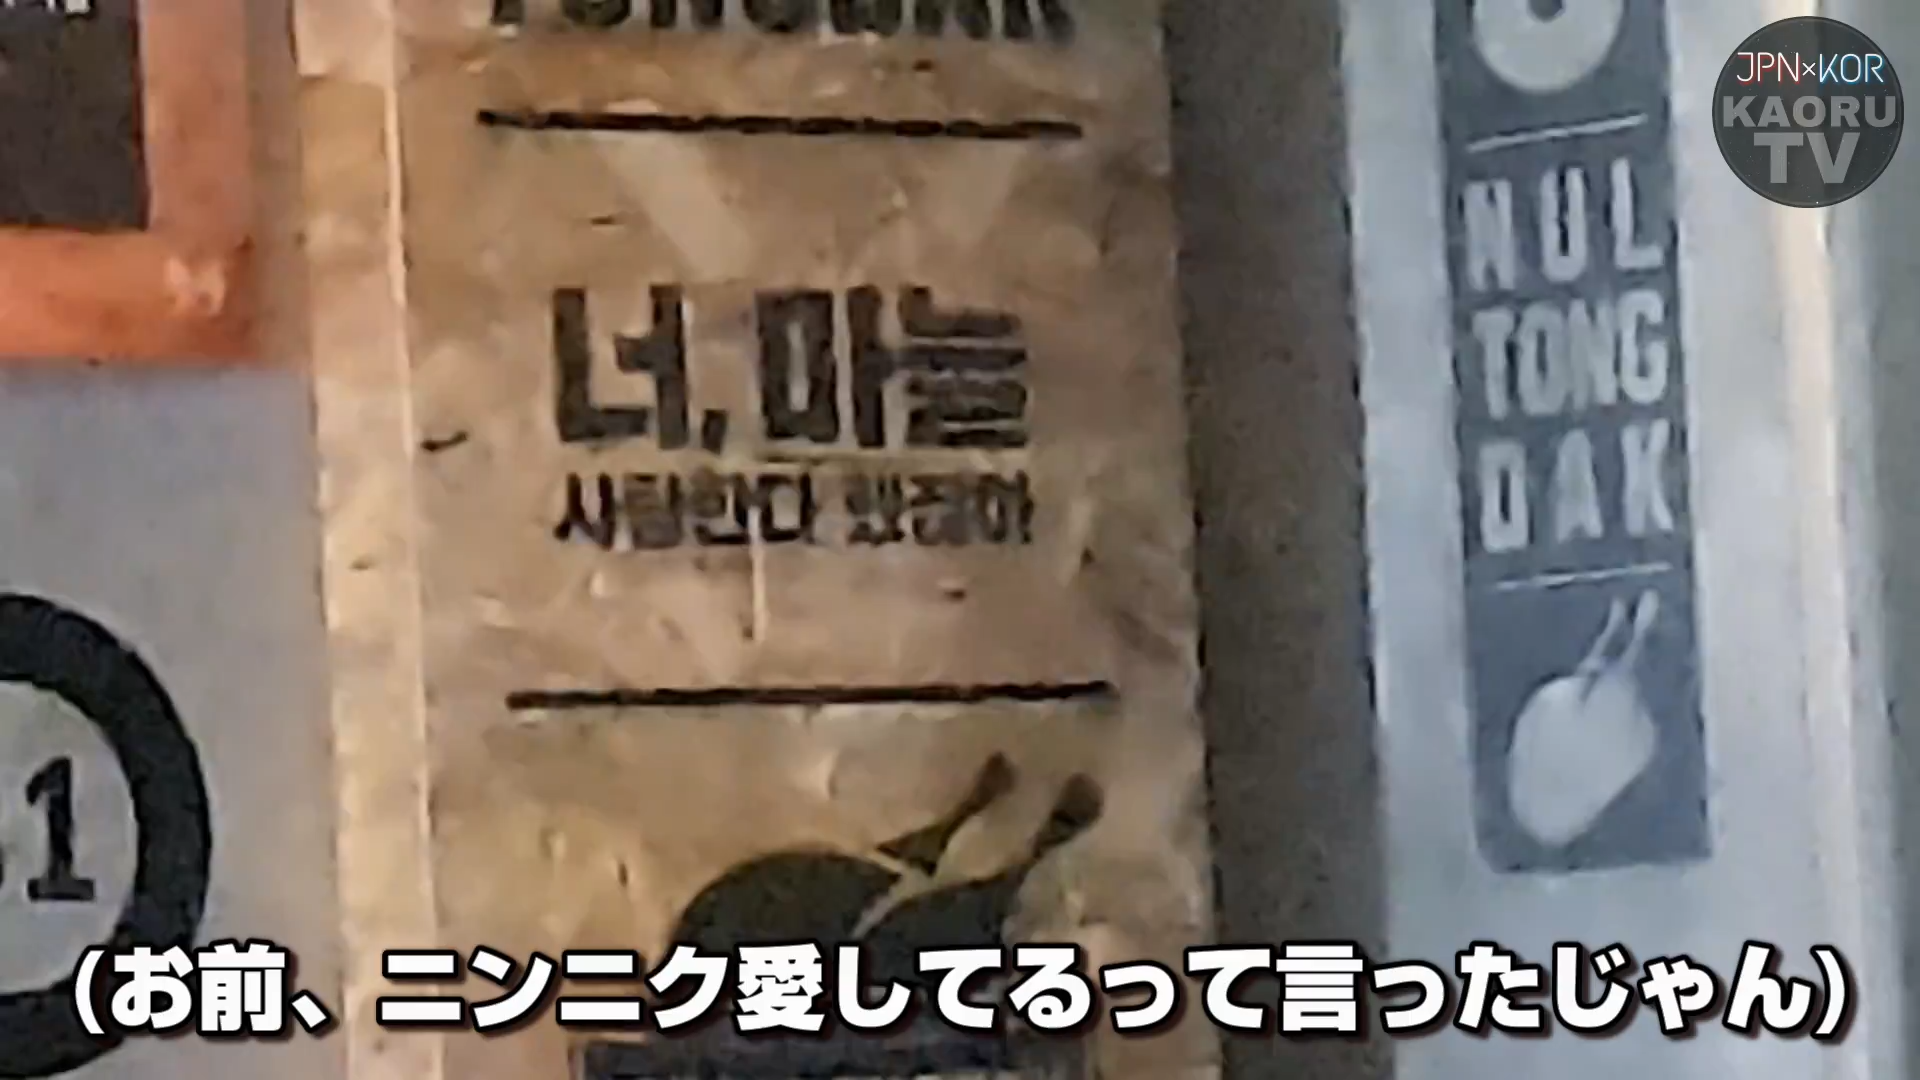 TONGDAK
너, 마늘
사랑한다 했잖아
NUL
TONG
DAK
JPN×KOR
KAORU
TV
(お前、ニンニク愛してるって言ったじゃん)